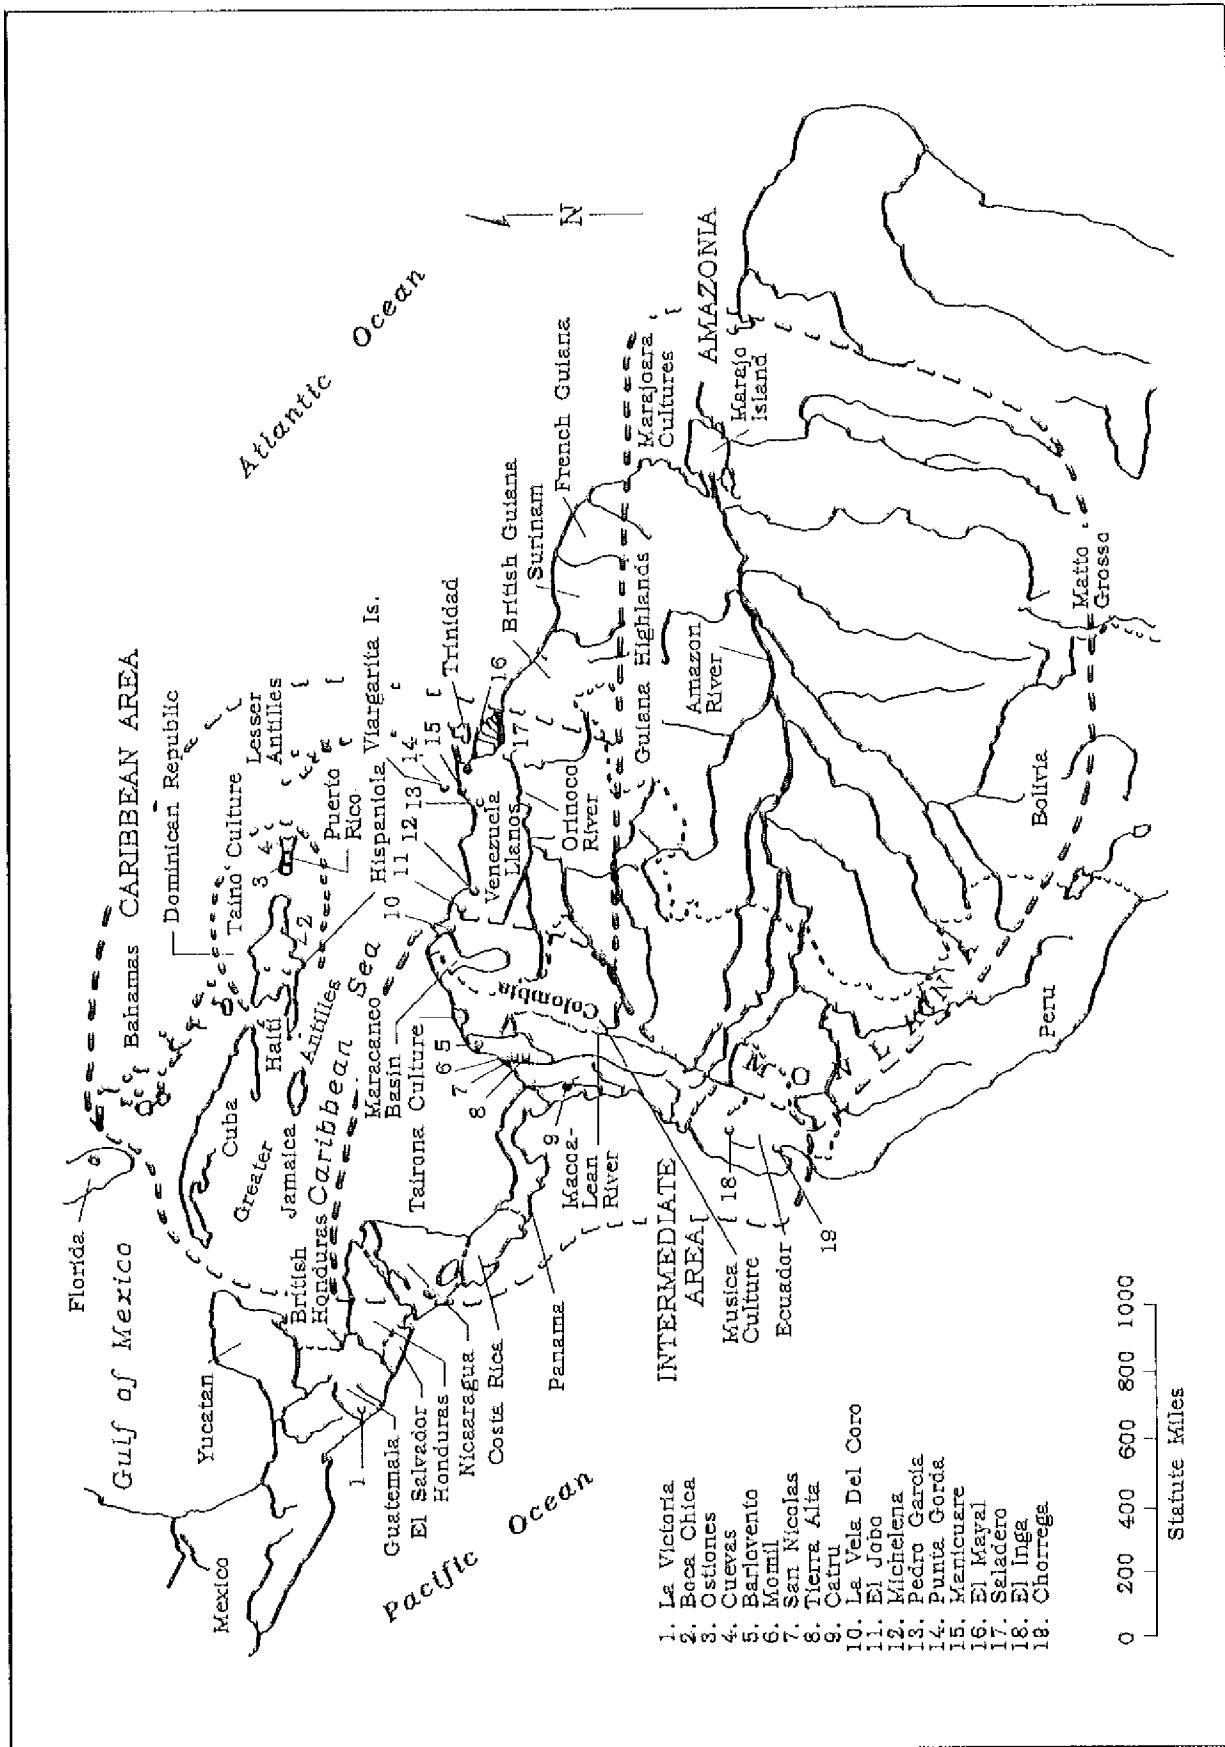 Florida
Gulf of Mexico
Yucatan
Mexico
Bahamas
CARIBBEAN AREA
Dominican Republic
Taino Culture
Lesser
Antilles
Cuba
Greater
Antilles
Haiti
Jamaica
3
4
2
Puerto
Rico
Hispaniola
Viargarita Is.
British
Honduras
Caribbean Sea
Atlantic Ocean
N
1
Guatemala
El Salvador
Honduras
Nicaaragua
Costa Rica
Panama
Pacific Ocean
Maracaneo
Basin
Tairona Culture
10
11
12
13
14
15
Trinidad
16
17
5
6
7
8
9
Venezuela
Llanos
Orinoco
River
British Guiana
Surinam
French Guiana
Colombia
Macoa-
Lean
River
Guiana Highlands
Marajoara
Cultures
AMAZONIA
Marajo
Island
Amazon
River
INTERMEDIATE
AREA
18
Musica
Culture
Ecuador
19
MONTLAÑNA
Peru
Bolivia
Matto
Grosso
1. La Victoria
2. Boca Chica
3. Ostiones
4. Cuevas
5. Barlovento
6. Momil
7. San Nicolas
8. Tierra Alta
9. Catru
10. La Vela Del Coro
11. El Jobo
12. Michelena
13. Pedro Garcia
14. Punta Gorda
15. Manicuare
16. El Mayal
17. Saladero
18. El Inga
19. Chorrega
0 200 400 600 800 1000
Statute Miles